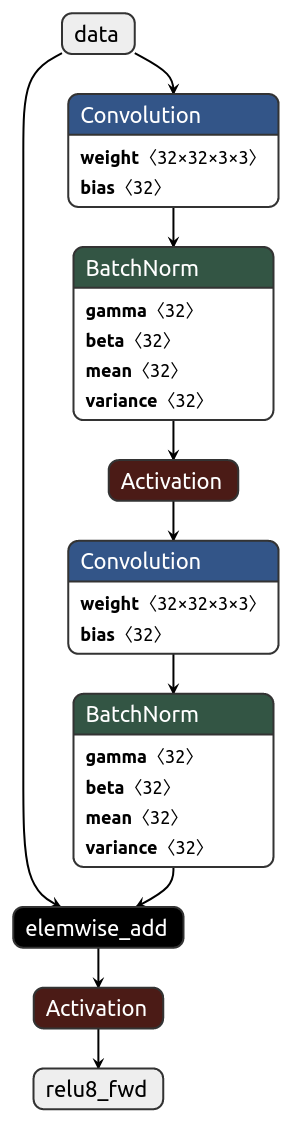 data
Convolution
weight〈32×32×3×3〉
bias〈32〉
BatchNorm
gamma〈32〉
beta〈32〉
mean〈32〉
variance〈32〉
Activation
Convolution
weight〈32×32×3×3〉
bias〈32〉
BatchNorm
gamma〈32〉
beta〈32〉
mean〈32〉
variance〈32〉
elemwise_add
Activation
relu8_fwd